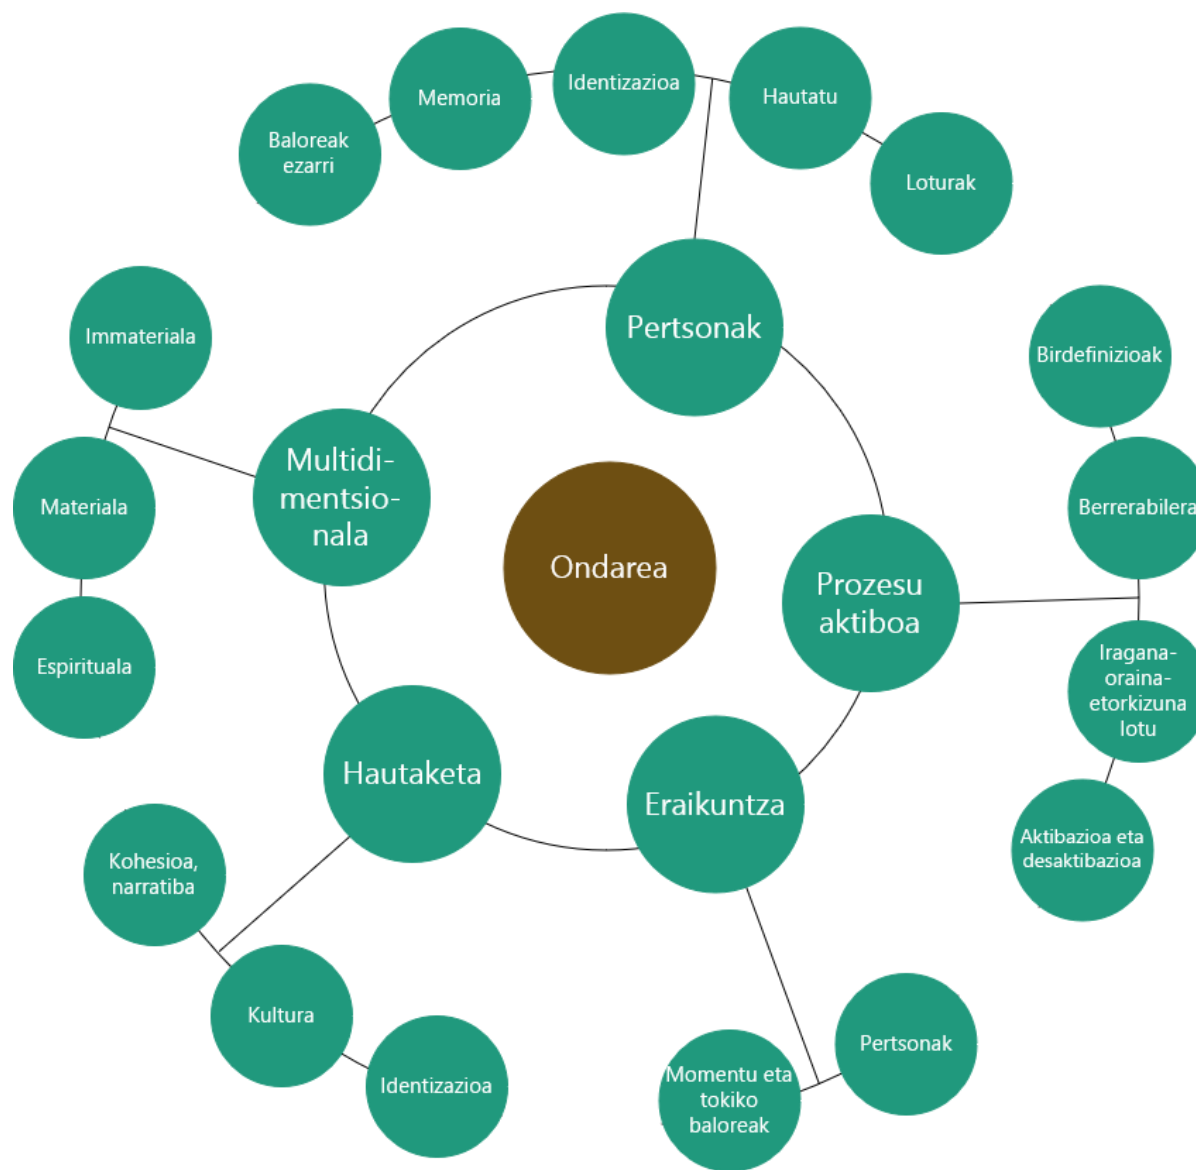 Identizazioa
Memoria
Hautatu
Baloreak
ezarri
Loturak
Pertsonak
Immateriala
Birdefinizioak
Multidi-
mentsio-
nala
Materiala
Berrerabilera
Ondarea
Prozesu
aktiboa
Espirituala
Iragana-
oraina-
etorkizuna
lotu
Hautaketa
Eraikuntza
Aktibazioa eta
desaktibazioa
Kohesioa,
narratiba
Kultura
Identizazioa
Pertsonak
Momentu eta
tokiko
baloreak